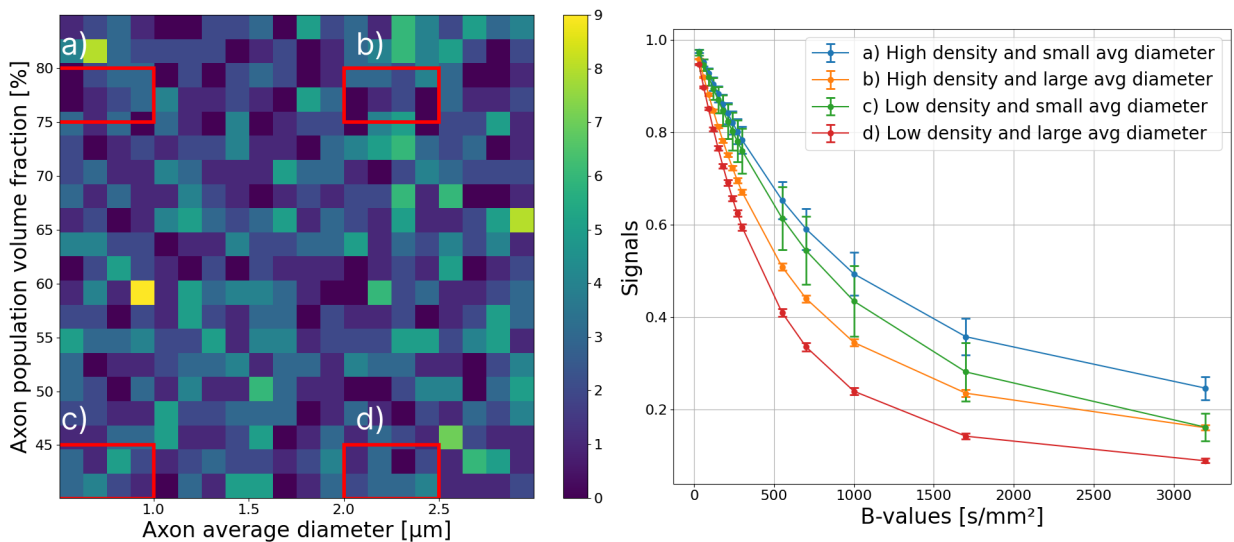 Axon population volume fraction [%]
80
75
70
65
60
55
50
45
a)
b)
c)
d)
1.0
1.5
2.0
2.5
Axon average diameter [μm]
9
8
7
6
5
4
3
2
1
0
Signals
1.0
0.8
0.6
0.4
0.2
a) High density and small avg diameter
b) High density and large avg diameter
c) Low density and small avg diameter
d) Low density and large avg diameter
0
500
1000
1500
2000
2500
3000
B-values [s/mm²]